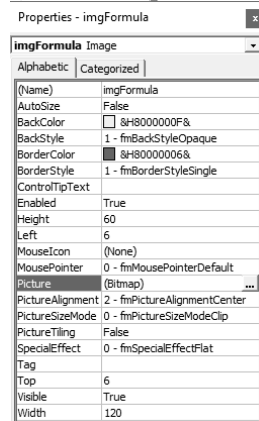 Properties - imgFormula x
imgFormula Image
Alphabetic Categorized
(Name) imgFormula
AutoSize False
BackColor &H8000000F&
BackStyle 1 - fmBackStyleOpaque
BorderColor &H80000006&
BorderStyle 1 - fmBorderStyleSingle
ControlTipText
Enabled True
Height 60
Left 6
MouseIcon (None)
MousePointer 0 - fmMousePointerDefault
Picture (Bitmap) ...
PictureAlignment 2 - fmPictureAlignmentCenter
PictureSizeMode 0 - fmPictureSizeModeClip
PictureTiling False
SpecialEffect 0 - fmSpecialEffectFlat
Tag
Top 6
Visible True
Width 120